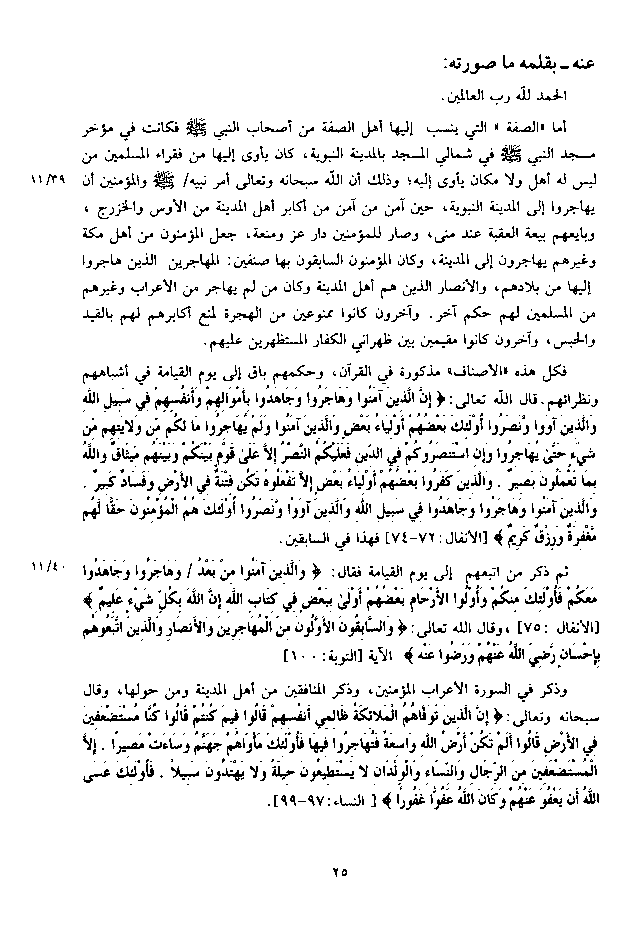 عنه ـ بقلمه ما صورته:
الحمد لله رب العالمين.
أما «الصفة» التي ينسب إليها أهل الصفة من أصحاب النبي ﷺ فكانت في مؤخر
مسجد النبي ﷺ في شمالي المسجد بالمدينة النبوية، كان يأوى إليها من فقراء المسلمين من
ليس له أهل ولا مكان يأوى إليه؛ وذلك أن الله سبحانه وتعالى أمر نبيه/ ﷺ والمؤمنين أن ١١/٣٩
يهاجروا إلى المدينة النبوية، حين آمن من آمن من أكابر أهل المدينة من الأوس والخزرج ،
وبايعهم بيعة العقبة عند منى، وصار للمؤمنين دار عز ومنعة، جعل المؤمنون من أهل مكة
وغيرهم يهاجرون إلى المدينة، وكان المؤمنون السابقون بها صنفين: المهاجرين الذين هاجروا
إليها من بلادهم، والأنصار الذين هم أهل المدينة وكان من لم يهاجر من الأعراب وغيرهم
من المسلمين لهم حكم آخر. وآخرون كانوا ممنوعين من الهجرة لمنع أكابرهم لهم بالقيد
والحبس، وآخرون كانوا مقيمين بين ظهراني الكفار المستظهرين عليهم.
فكل هذه «الأصناف» مذكورة في القرآن، وحكمهم باق إلى يوم القيامة في أشباههم
ونظرائهم. قال الله تعالى: ﴿ إِنَّ الَّذِينَ آمَنُوا وَهَاجَرُوا وَجَاهَدُوا بِأَمْوَالِهِمْ وَأَنفُسِهِمْ فِي سَبِيلِ اللَّهِ
وَالَّذِينَ آوَوا وَّنَصَرُوا أُوْلَئِكَ بَعْضُهُمْ أَوْلِيَاءُ بَعْضٍ وَالَّذِينَ آمَنُوا وَلَمْ يُهَاجِرُوا مَا لَكُم مِّن وَلايَتِهِم مِّن
شَيْءٍ حَتَّىٰ يُهَاجِرُوا وَإِنِ اسْتَنصَرُوكُمْ فِي الدِّينِ فَعَلَيْكُمُ النَّصْرُ إِلاَّ عَلَىٰ قَوْمٍ بَيْنَكُمْ وَبَيْنَهُم مِّيثَاقٌ وَاللَّهُ
بِمَا تَعْمَلُونَ بَصِيرٌ . وَالَّذِينَ كَفَرُوا بَعْضُهُمْ أَوْلِيَاءُ بَعْضٍ إِلاَّ تَفْعَلُوهُ تَكُن فِتْنَةٌ فِي الأَرْضِ وَفَسَادٌ كَبِيرٌ .
وَالَّذِينَ آمَنُوا وَهَاجَرُوا وَجَاهَدُوا فِي سَبِيلِ اللَّهِ وَالَّذِينَ آوَوا وَّنَصَرُوا أُوْلَئِكَ هُمُ الْمُؤْمِنُونَ حَقًّا لَّهُم
مَّغْفِرَةٌ وَرِزْقٌ كَرِيمٌ ﴾ [الأنفال: ٧٢-٧٤] فهذا في السابقين.
ثم ذكر من اتبعهم إلى يوم القيامة فقال: ﴿ وَالَّذِينَ آمَنُوا مِنْ بَعْدُ / وَهَاجَرُوا وَجَاهَدُوا ١١/٤٠
مَعَكُمْ فَأُوْلَئِكَ مِنكُمْ وَأُوْلُوا الأَرْحَامِ بَعْضُهُمْ أَوْلَىٰ بِبَعْضٍ فِي كِتَابِ اللَّهِ إِنَّ اللَّهَ بِكُلِّ شَيْءٍ عَلِيمٌ ﴾
[الأنفال :٧٥] ، وقال الله تعالى: ﴿ وَالسَّابِقُونَ الأَوَّلُونَ مِنَ الْمُهَاجِرِينَ وَالأَنصَارِ وَالَّذِينَ اتَّبَعُوهُم
بِإِحْسَانٍ رَّضِيَ اللَّهُ عَنْهُمْ وَرَضُوا عَنْهُ ﴾ الآية [التوبة: ١٠٠]
وذكر في السورة الأعراب المؤمنين، وذكر المنافقين من أهل المدينة ومن حولها، وقال
سبحانه وتعالى: ﴿ إِنَّ الَّذِينَ تَوَفَّاهُمُ الْمَلائِكَةُ ظَالِمِي أَنفُسِهِمْ قَالُوا فِيمَ كُنتُمْ قَالُوا كُنَّا مُسْتَضْعَفِينَ
فِي الأَرْضِ قَالُوا أَلَمْ تَكُنْ أَرْضُ اللَّهِ وَاسِعَةً فَتُهَاجِرُوا فِيهَا فَأُوْلَئِكَ مَأْوَاهُمْ جَهَنَّمُ وَسَاءَتْ مَصِيرًا . إِلاَّ
الْمُسْتَضْعَفِينَ مِنَ الرِّجَالِ وَالنِّسَاءِ وَالْوِلْدَانِ لا يَسْتَطِيعُونَ حِيلَةً وَلا يَهْتَدُونَ سَبِيلاً . فَأُوْلَئِكَ عَسَى
اللَّهُ أَن يَعْفُوَ عَنْهُمْ وَكَانَ اللَّهُ عَفُوًّا غَفُورًا ﴾ [ النساء: ٩٧-٩٩].
٢٥